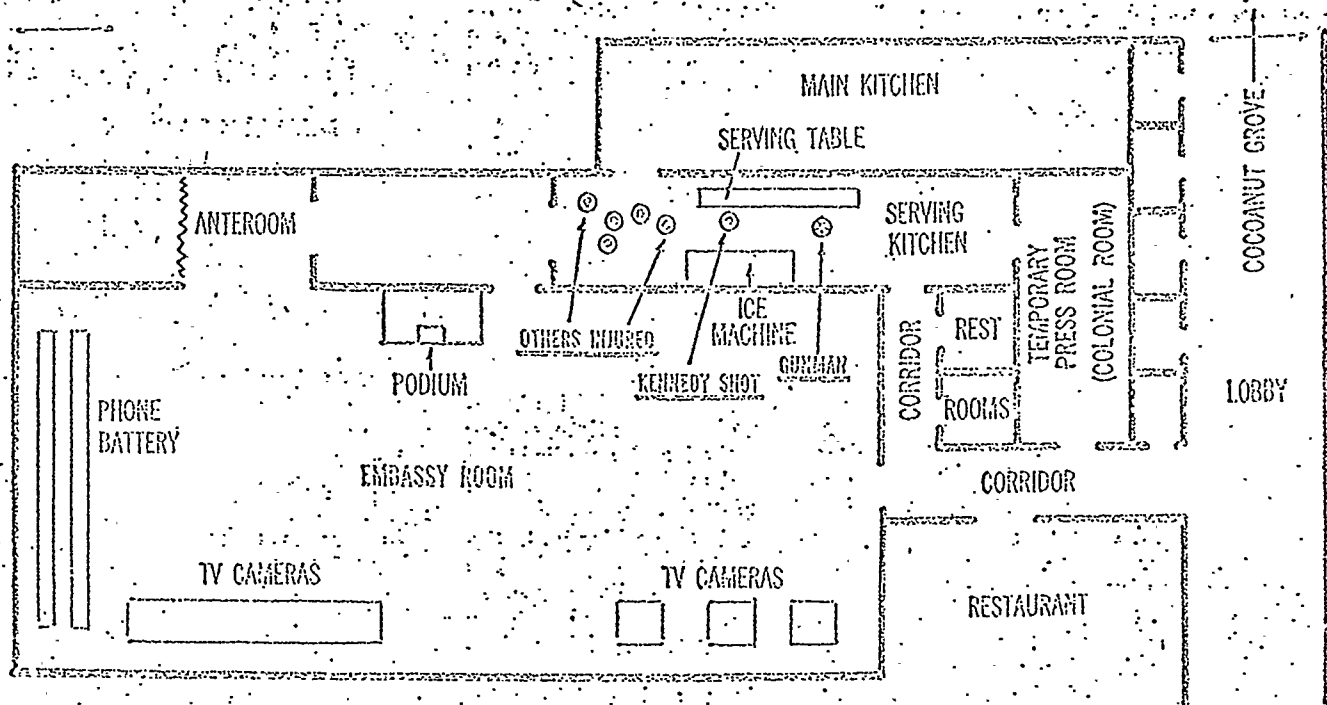 MAIN KITCHEN
SERVING TABLE
COCOANUT GROVE
ANTEROOM
SERVING
KITCHEN
TEMPORARY
PRESS ROOM
(COLONIAL ROOM)
OTHERS INJURED
ICE
MACHINE
KENNEDY SHOT
GUNMAN
CORRIDOR
REST
ROOMS
PODIUM
LOBBY
PHONE
BATTERY
EMBASSY ROOM
CORRIDOR
TV CAMERAS
TV CAMERAS
RESTAURANT